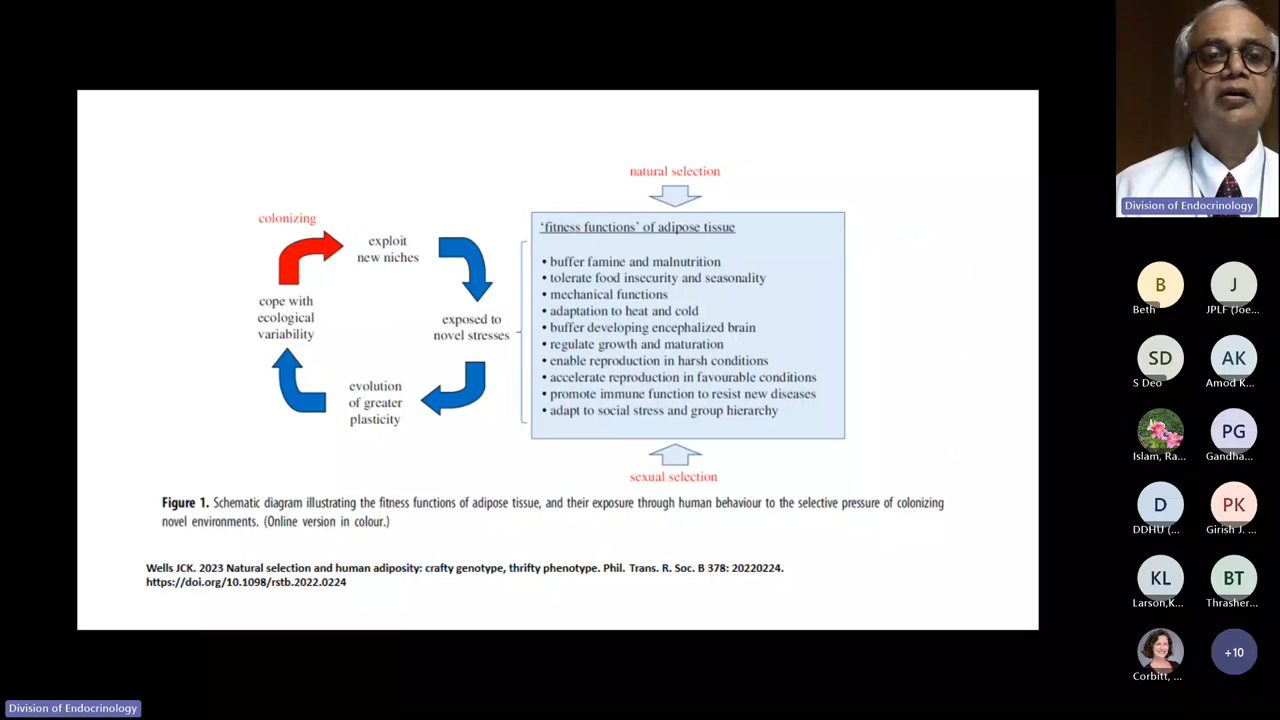 natural selection
colonizing
exploit
new niches
cope with
ecological
variability
exposed to
novel stresses
evolution
of greater
plasticity
‘fitness functions’ of adipose tissue
• buffer famine and malnutrition
• tolerate food insecurity and seasonality
• mechanical functions
• adaptation to heat and cold
• buffer developing encephalized brain
• regulate growth and maturation
• enable reproduction in harsh conditions
• accelerate reproduction in favourable conditions
• promote immune function to resist new diseases
• adapt to social stress and group hierarchy
sexual selection
Figure 1. Schematic diagram illustrating the fitness functions of adipose tissue, and their exposure through human behaviour to the selective pressure of colonizing
novel environments. (Online version in colour.)
Wells JCK. 2023 Natural selection and human adiposity: crafty genotype, thrifty phenotype. Phil. Trans. R. Soc. B 378: 20220224.
https://doi.org/10.1098/rstb.2022.0224
Division of Endocrinology
B
Beth
J
JPLF (Joe...
SD
S Deo
AK
Amod K...
Islam, Ra...
PG
Gandha...
D
DDHU (...
PK
Girish J. ...
KL
Larson,K...
BT
Thrasher...
Corbitt, ...
+10
Division of Endocrinology